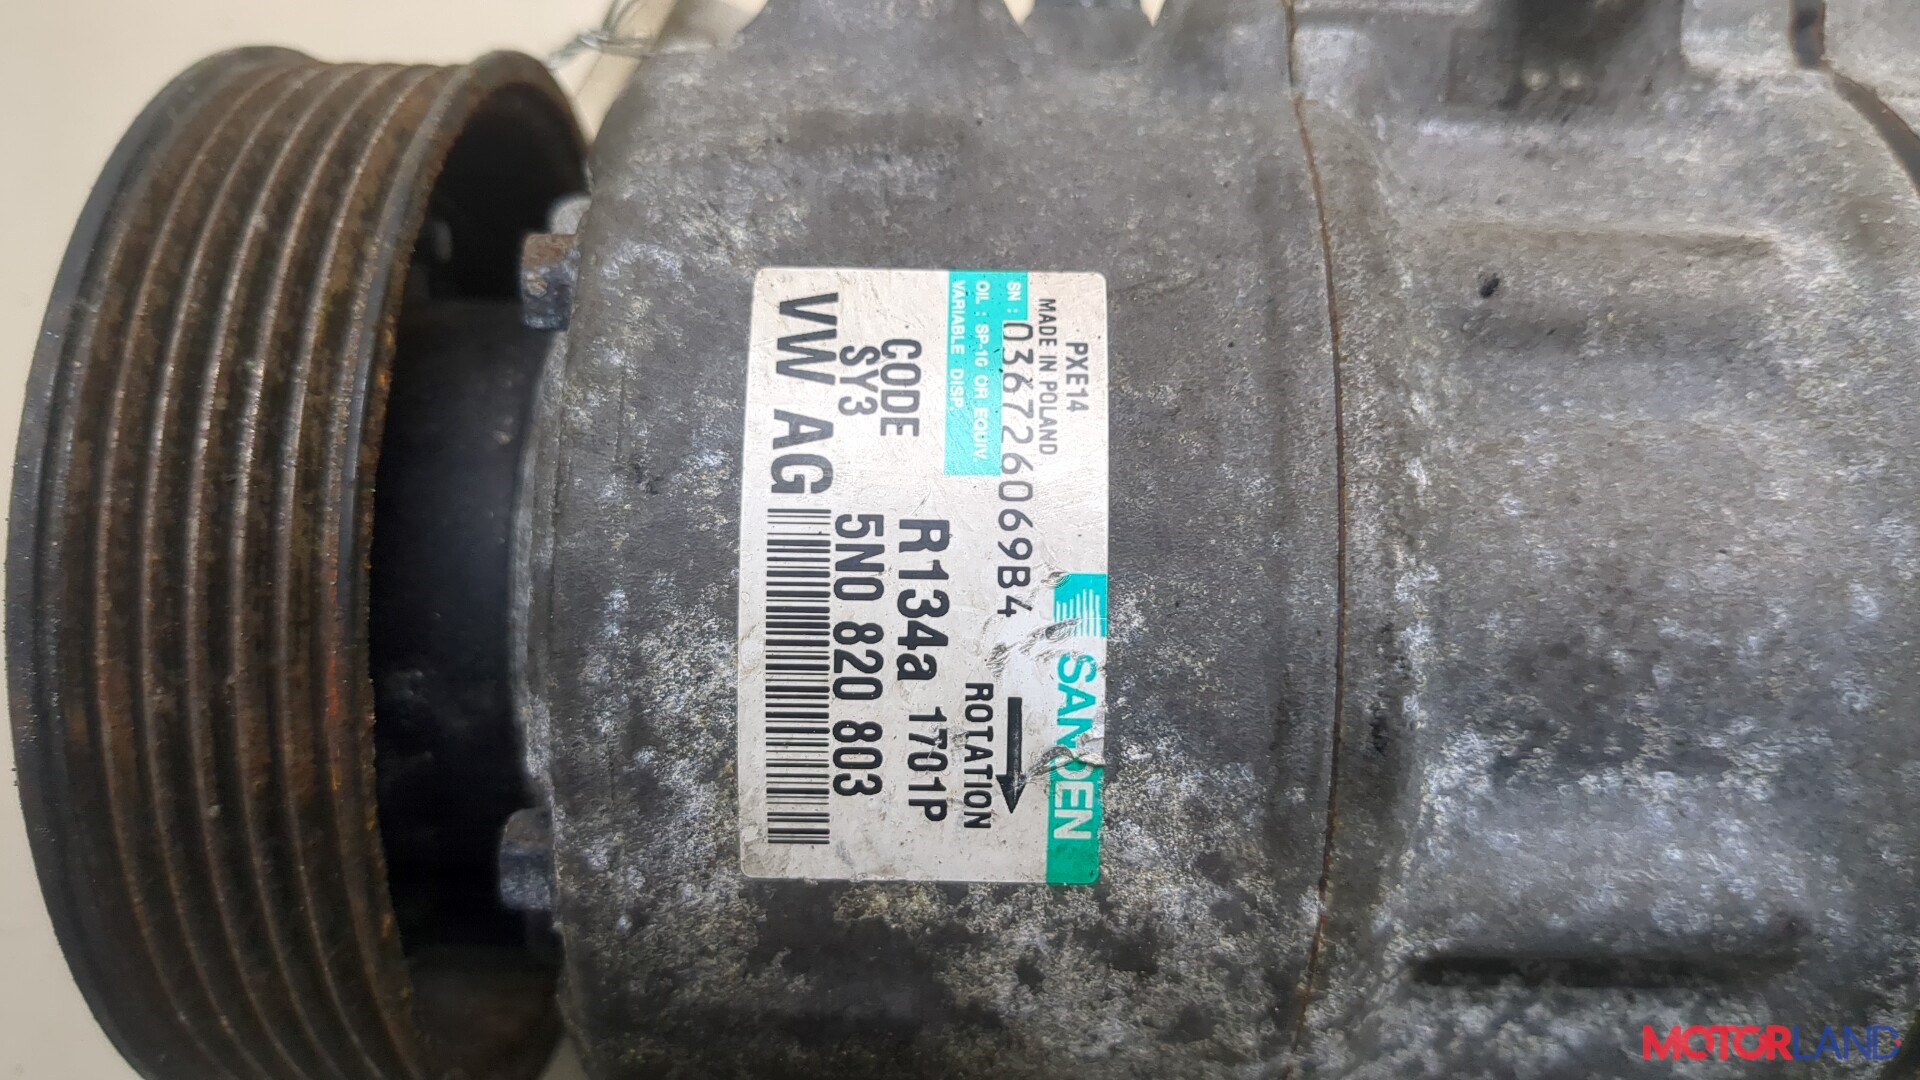 SANDEN
PXE14
MADE IN POLAND
SN : 0367260669B4
OIL : SP-10 OR EQUIV.
VARIABLE DISP.
ROTATION
CODE
SY3
R134a 1701P
5N0 820 803
VW AG
MOTORLAND